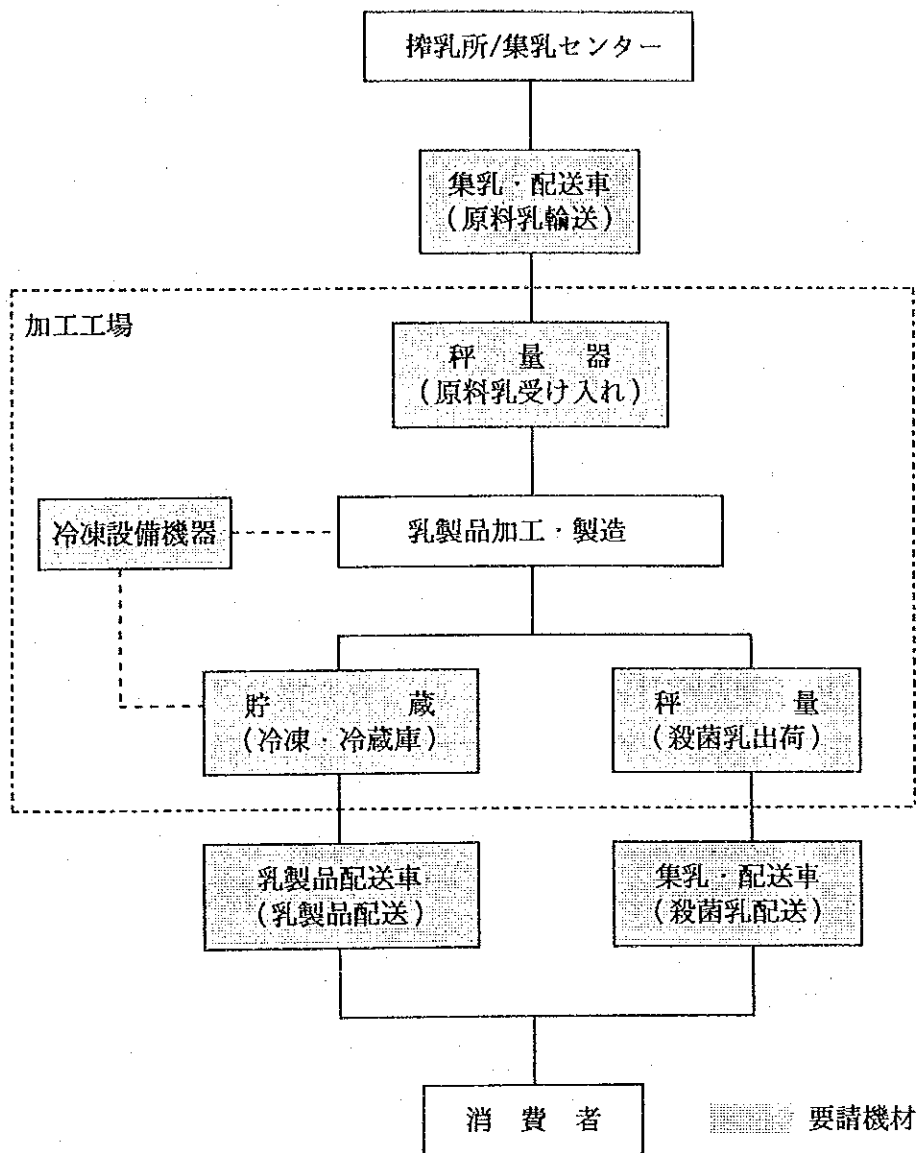 搾乳所/集乳センター
集乳・配送車
(原料乳輸送)
加工工場
秤 量 器
(原料乳受け入れ)
冷凍設備機器
乳製品加工・製造
貯 蔵
(冷凍・冷蔵庫)
秤 量
(殺菌乳出荷)
乳製品配送車
(乳製品配送)
集乳・配送車
(殺菌乳配送)
消 費 者
要請機材